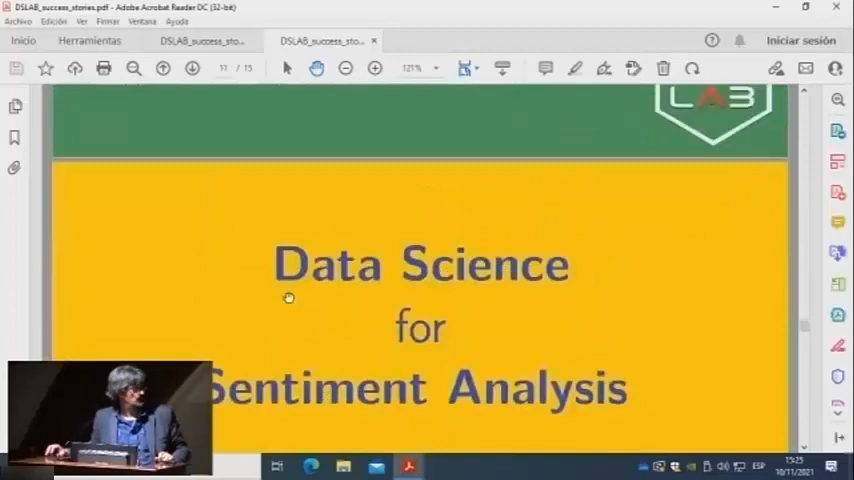 DSLAB_success_stories.pdf - Adobe Acrobat Reader DC (32-bit)
Archivo Edición Ver Firmar Ventana Ayuda
Inicio Herramientas DSLAB_success_sto... DSLAB_success_sto... × Iniciar sesión
11 / 15 121%
LAB
Data Science
for
Sentiment Analysis
ESP 15:25
10/11/2021